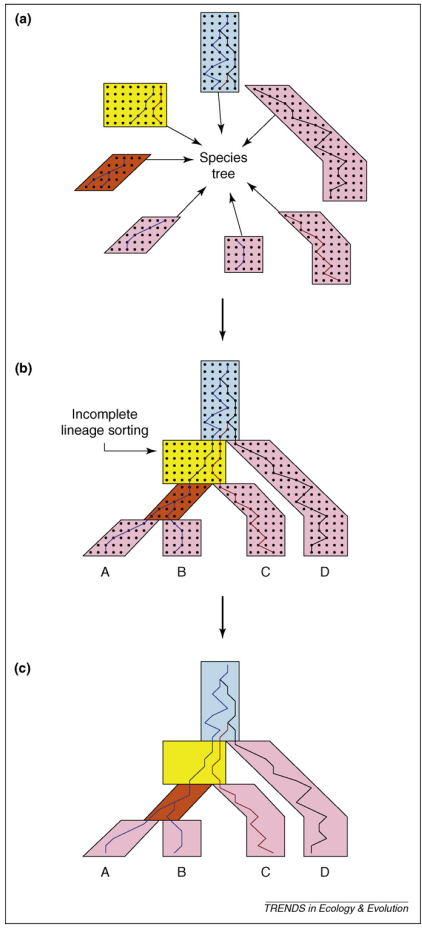 (a)
Species
tree
(b)
Incomplete
lineage sorting
A B C D
(c)
A B C D
TRENDS in Ecology & Evolution